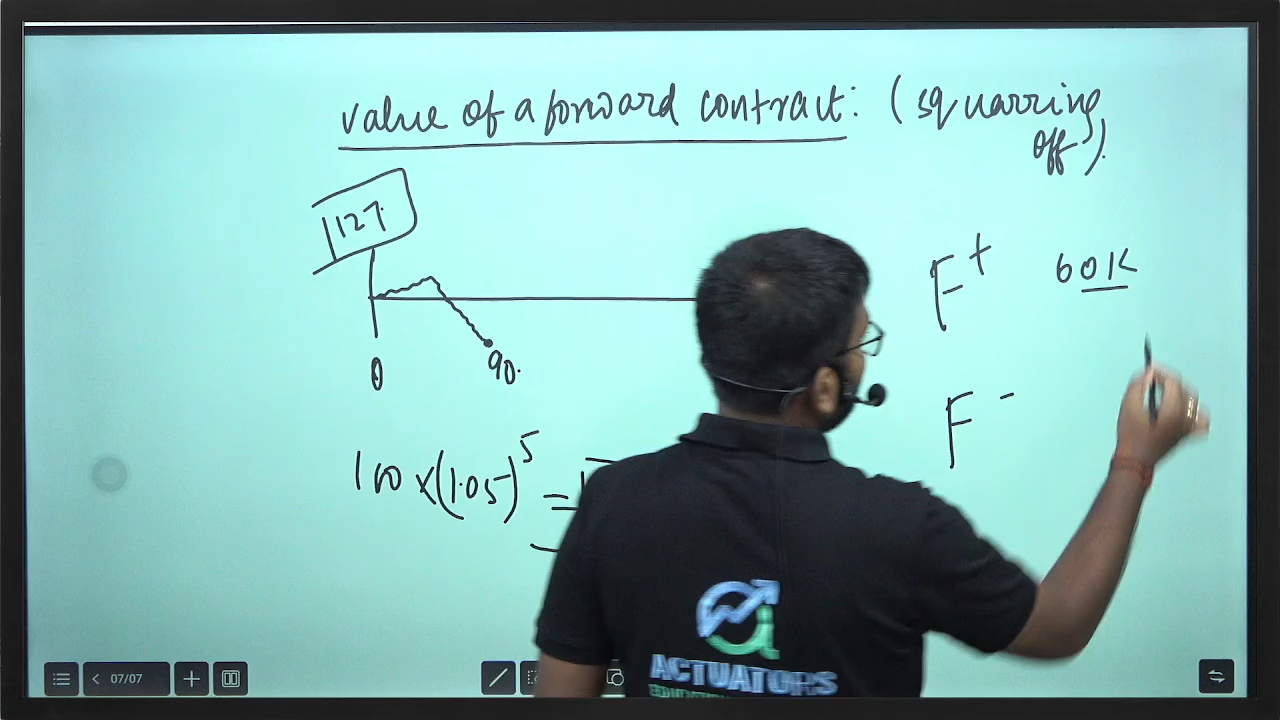 value of a forward contract: (squarring
off).
127.
F+ 60K
0
90.
F -
100 x (1.05)^5 =
ACTUATORS
07/07